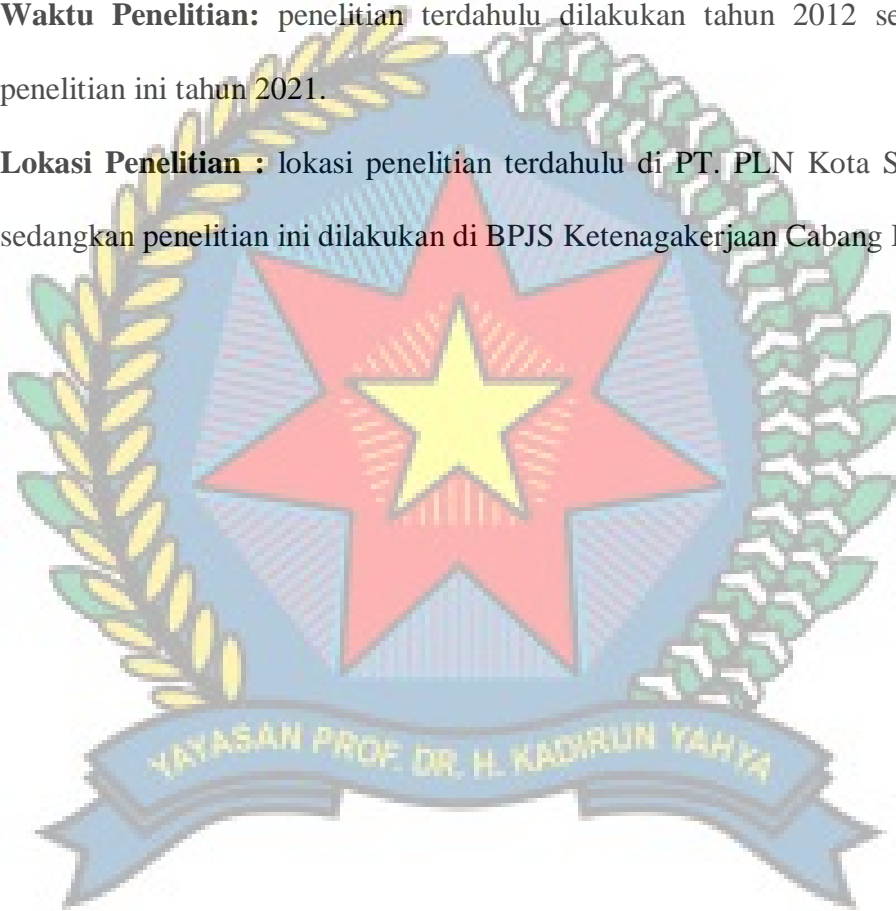 Waktu Penelitian: penelitian terdahulu dilakukan tahun 2012 se
penelitian ini tahun 2021.
Lokasi Penelitian : lokasi penelitian terdahulu di PT. PLN Kota S
sedangkan penelitian ini dilakukan di BPJS Ketenagakerjaan Cabang
YAYASAN PROF. DR. H. KADIRUN YAHYA